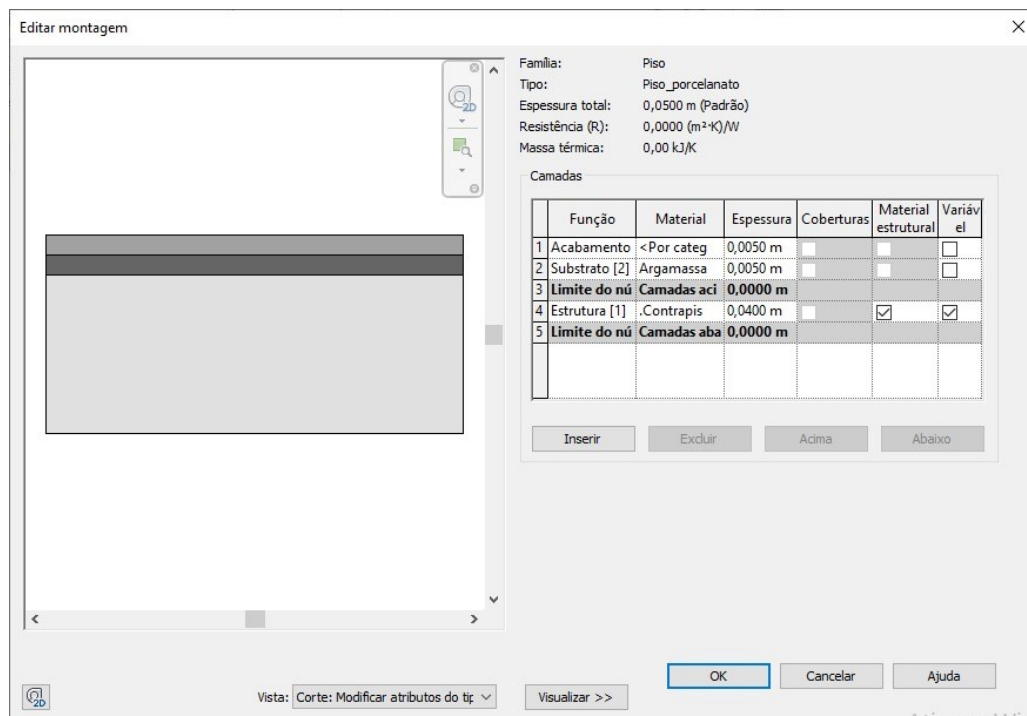 Editar montagem
Família: Piso
Tipo: Piso_porcelanato
Espessura total: 0,0500 m (Padrão)
Resistência (R): 0,0000 (m²·K)/W
Massa térmica: 0,00 kJ/K
Camadas
Função Material Espessura Coberturas Material estrutural Variáv el
1 Acabamento <Por categ 0,0050 m
2 Substrato [2] Argamassa 0,0050 m
3 Limite do nú Camadas aci 0,0000 m
4 Estrutura [1] .Contrapis 0,0400 m
5 Limite do nú Camadas aba 0,0000 m
Inserir Excluir Acima Abaixo
OK Cancelar Ajuda
2D Vista: Corte: Modificar atributos do tip Visualizar >>
2D